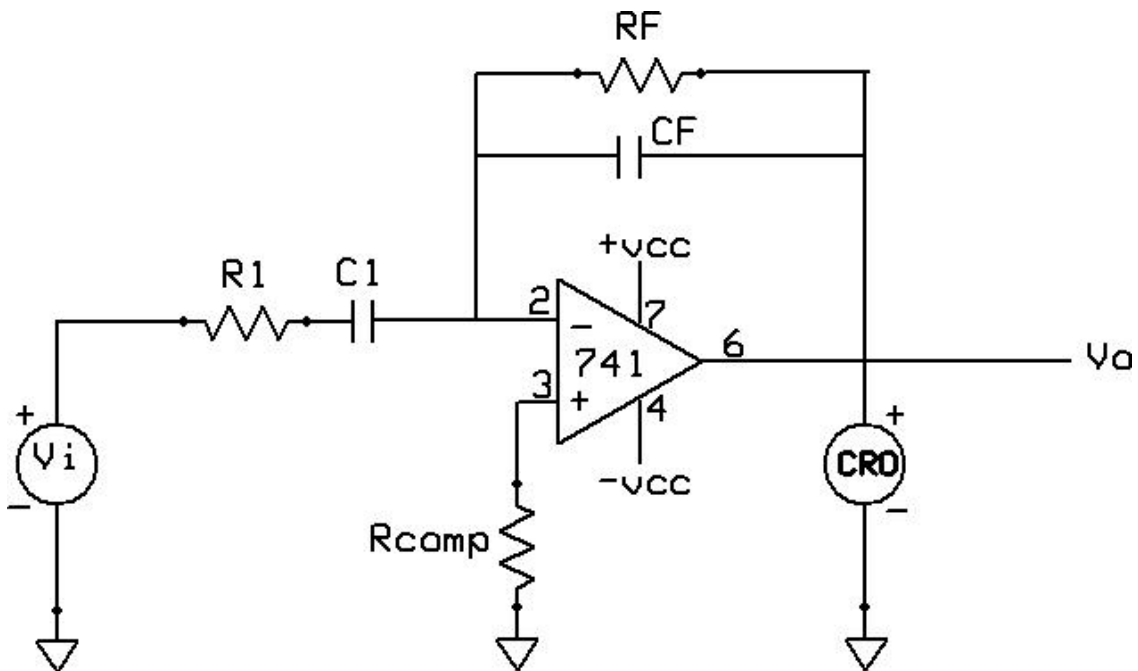 RF
CF
+vcc
R1
C1
2
7
-
741
6
Vo
3
+
4
+
Vi
-
-vcc
+
CRO
-
Rcomp